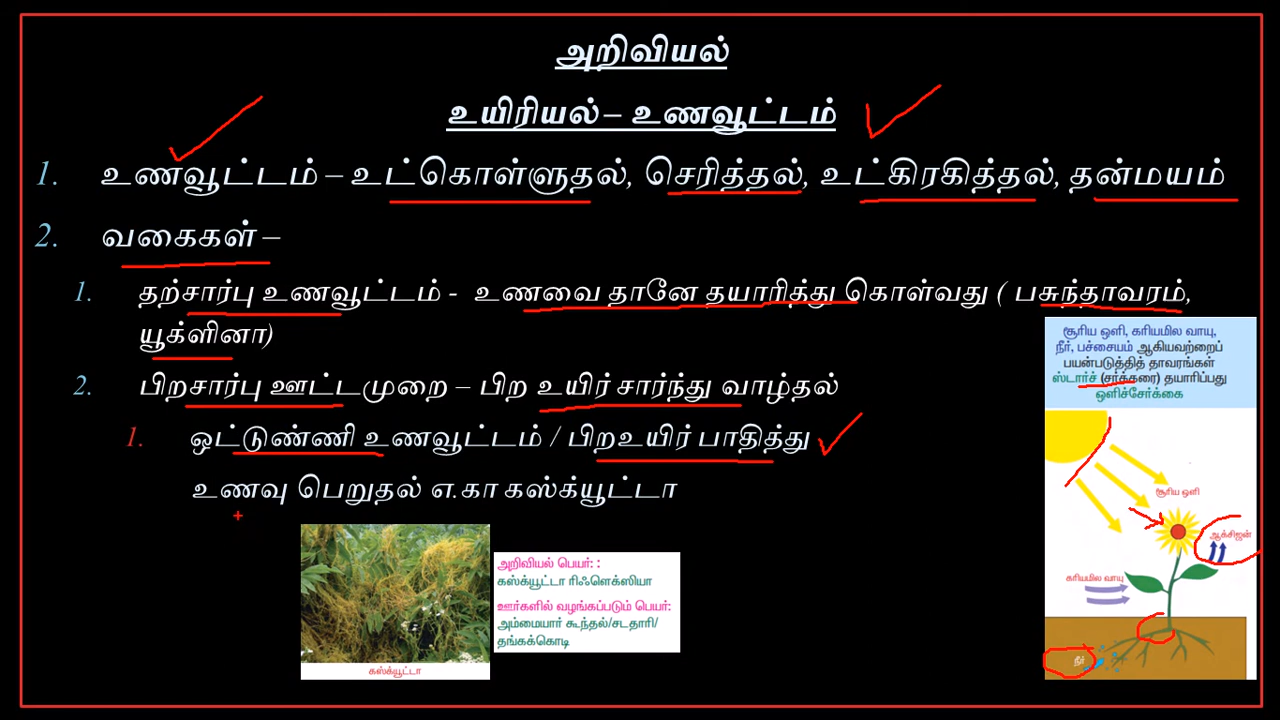 அறிவியல்
உயிரியல் – உணவூட்டம்
1. உணவூட்டம் – உட்கொள்ளுதல், செரித்தல், உட்கிரகித்தல், தன்மயம்
2. வகைகள் –
1. தற்சார்பு உணவூட்டம் - உணவை தானே தயாரித்து கொள்வது ( பசுந்தாவரம்,
யூக்ளினா)
2. பிறசார்பு ஊட்டமுறை – பிற உயிர் சார்ந்து வாழ்தல்
1. ஒட்டுண்ணி உணவூட்டம் / பிறஉயிர் பாதித்து
உணவு பெறுதல் எ.கா கஸ்க்யூட்டா
கஸ்க்யூட்டா
அறிவியல் பெயர்: :
கஸ்க்யூட்டா ரிஃளெக்ஸியா
ஊர்களில் வழங்கப்படும் பெயர்:
அம்மையார் கூந்தல்/சடதாரி/
தங்கக்கொடி
சூரிய ஒளி, கரியமில வாயு,
நீர், பச்சையம் ஆகியவற்றைப்
பயன்படுத்தித் தாவரங்கள்
ஸ்டார்ச் (சர்க்கரை) தயாரிப்பது
ஒளிச்சேர்க்கை
சூரிய ஒளி
ஆக்சிஜன்
கரியமில வாயு
நீர்